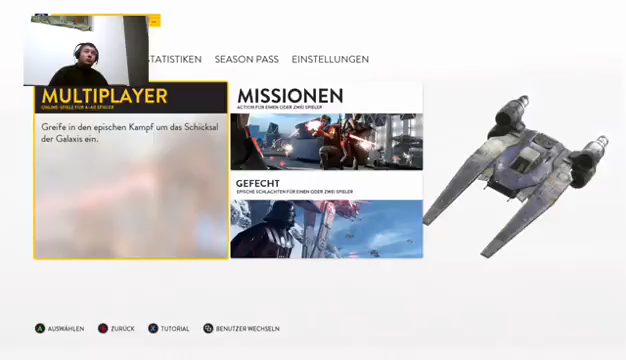 STATISTIKEN SEASON PASS EINSTELLUNGEN
MULTIPLAYER
ONLINE-SPIELE FÜR 4-40 SPIELER
Greife in den epischen Kampf um das Schicksal
der Galaxis ein.
MISSIONEN
ACTION FÜR EINEN ODER ZWEI SPIELER
GEFECHT
EPISCHE SCHLACHTEN FÜR EINEN ODER ZWEI SPIELER
A AUSWÄHLEN B ZURÜCK X TUTORIAL BENUTZER WECHSELN